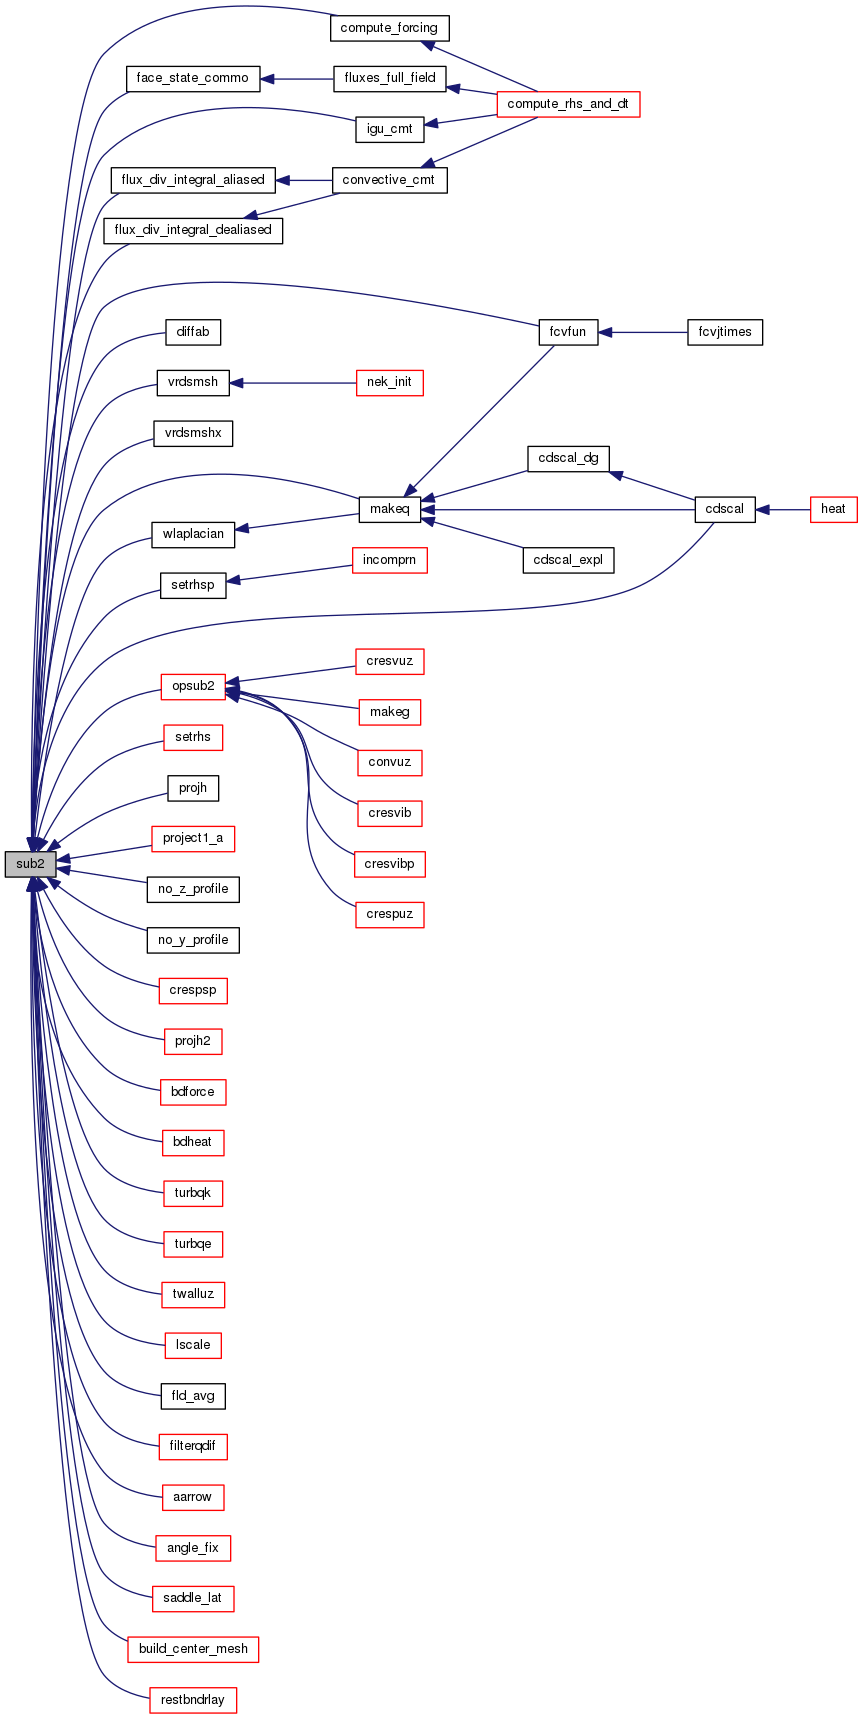 compute_forcing
face_state_commo
fluxes_full_field
compute_rhs_and_dt
igu_cmt
flux_div_integral_aliased
convective_cmt
flux_div_integral_dealiased
diffab
fcvfun
fcvjtimes
vrdsmsh
nek_init
vrdsmshx
cdscal_dg
makeq
cdscal
heat
wlaplacian
cdscal_expl
setrhsp
incomprn
cresvuz
opsub2
makeg
setrhs
convuz
projh
cresvib
project1_a
sub2
cresvibp
no_z_profile
crespuz
no_y_profile
crespsp
projh2
bdforce
bdheat
turbqk
turbqe
twalluz
lscale
fld_avg
filterqdif
aarrow
angle_fix
saddle_lat
build_center_mesh
restbndrlay